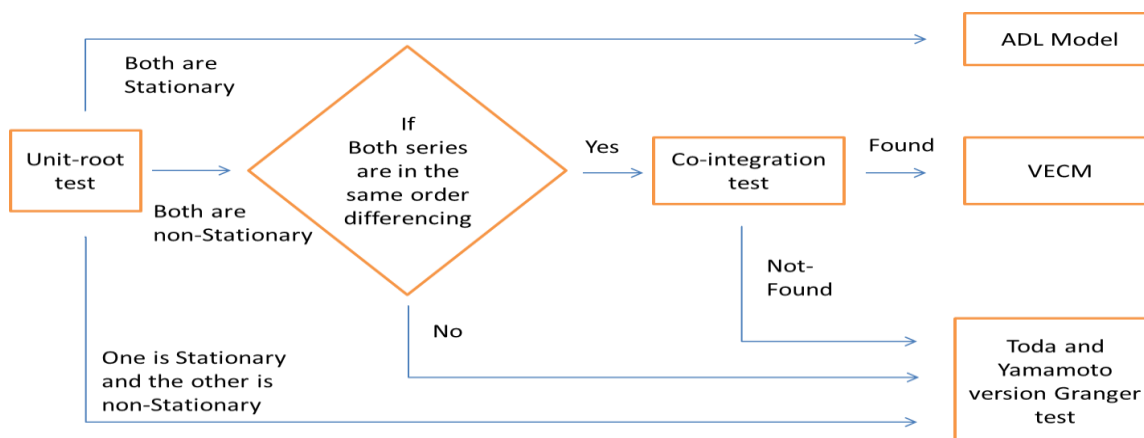 ADL Model
Both are
Stationary
If
Both series
are in the
same order
differencing
Unit-root
test
Yes
Co-integration
test
Found
VECM
Both are
non-Stationary
Not-
Found
No
One is Stationary
and the other is
non-Stationary
Toda and
Yamamoto
version Granger
test